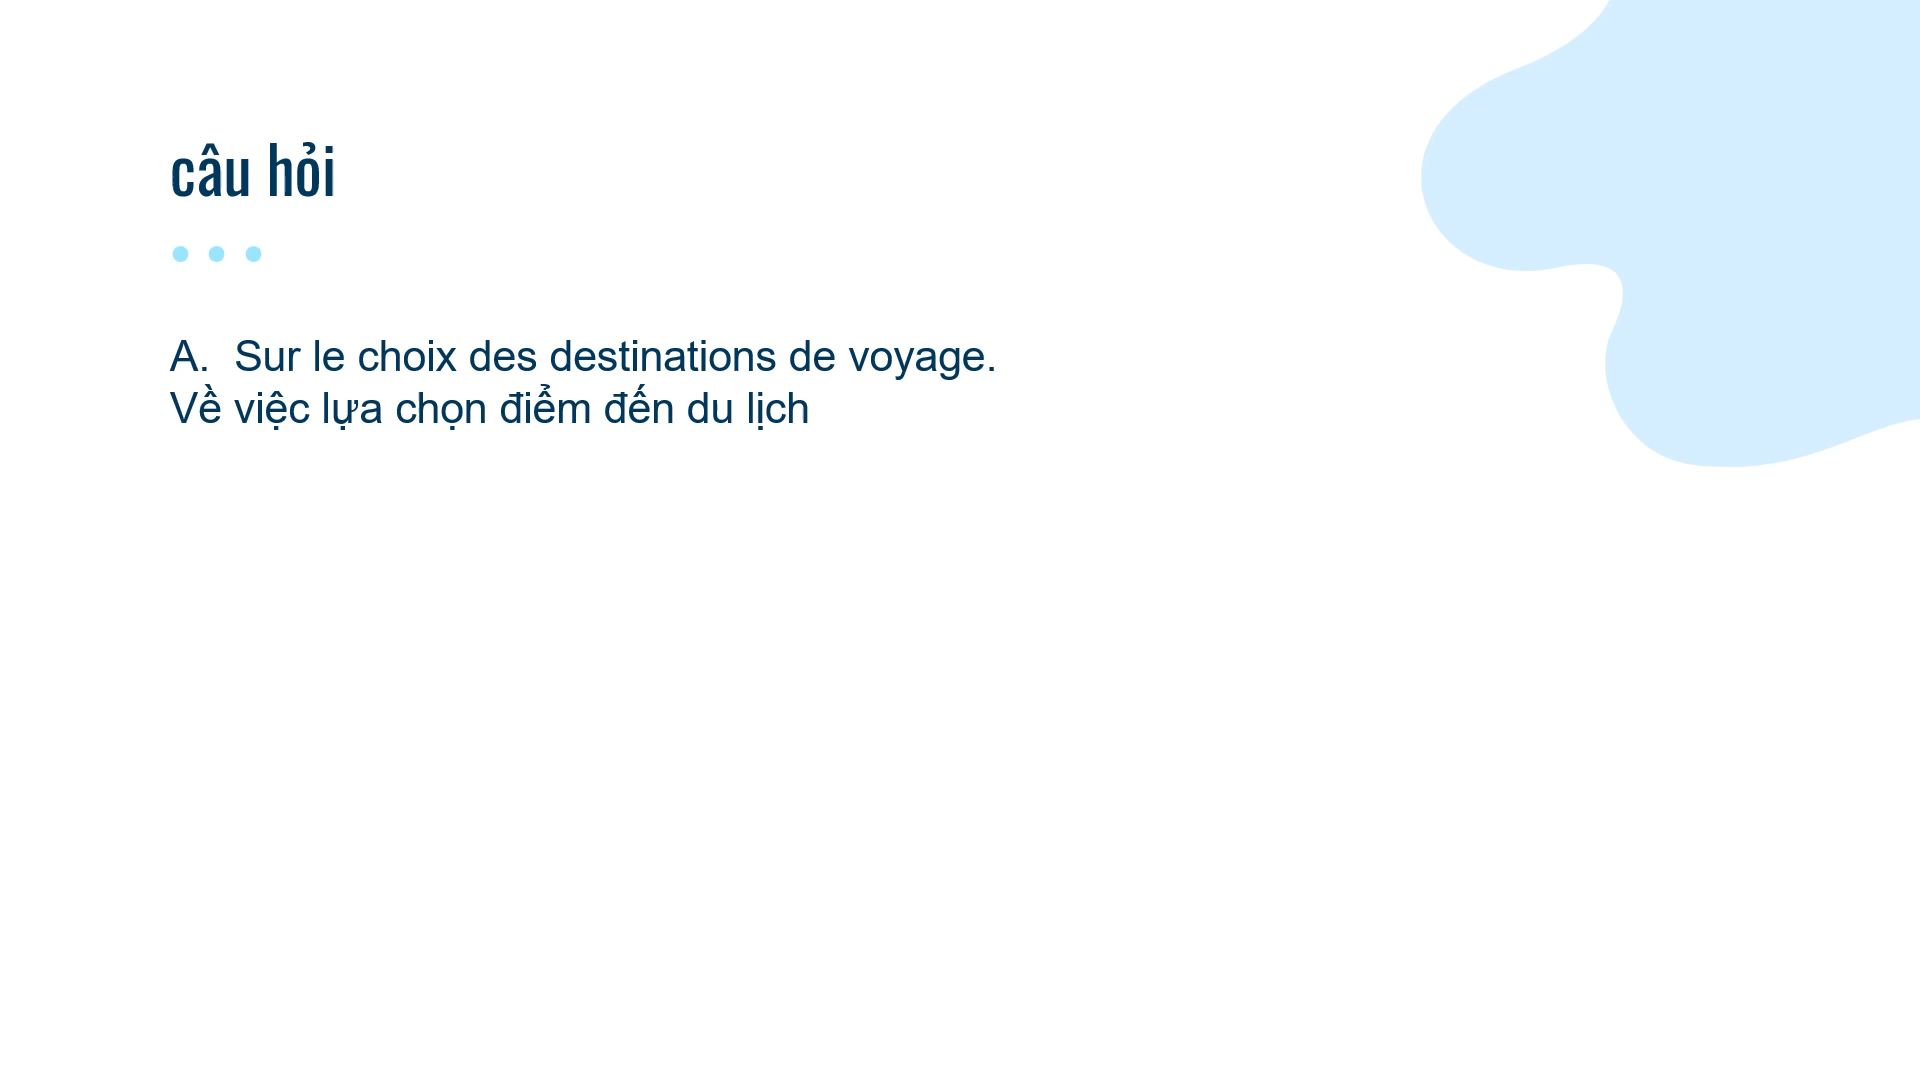 câu hỏi
A. Sur le choix des destinations de voyage.
Về việc lựa chọn điểm đến du lịch